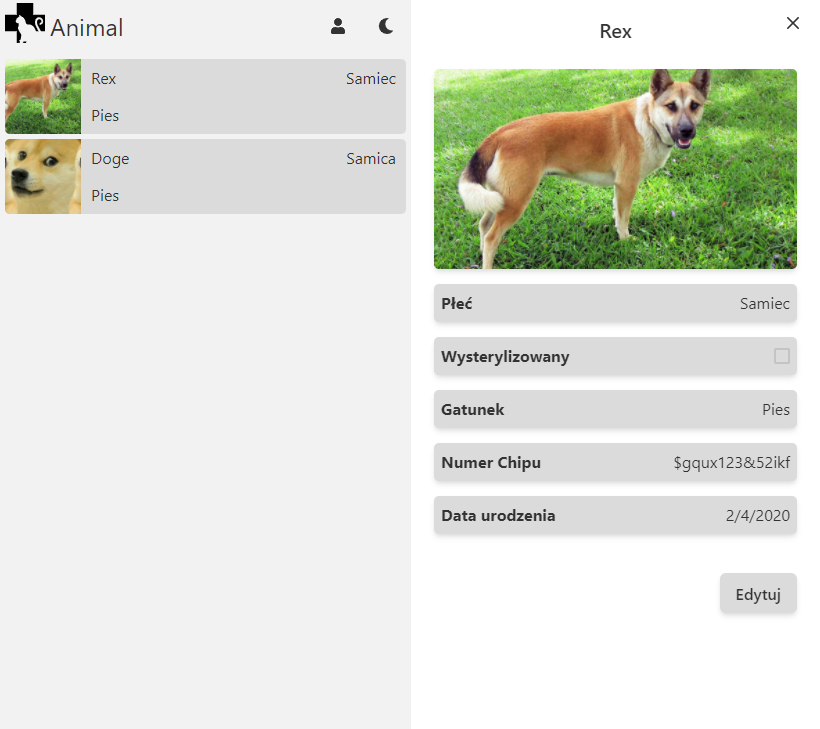 Animal
Rex
Samiec
Pies
Doge
Samica
Pies
Rex
Płeć
Samiec
Wysterylizowany
Gatunek
Pies
Numer Chipu
$gqux123&52ikf
Data urodzenia
2/4/2020
Edytuj